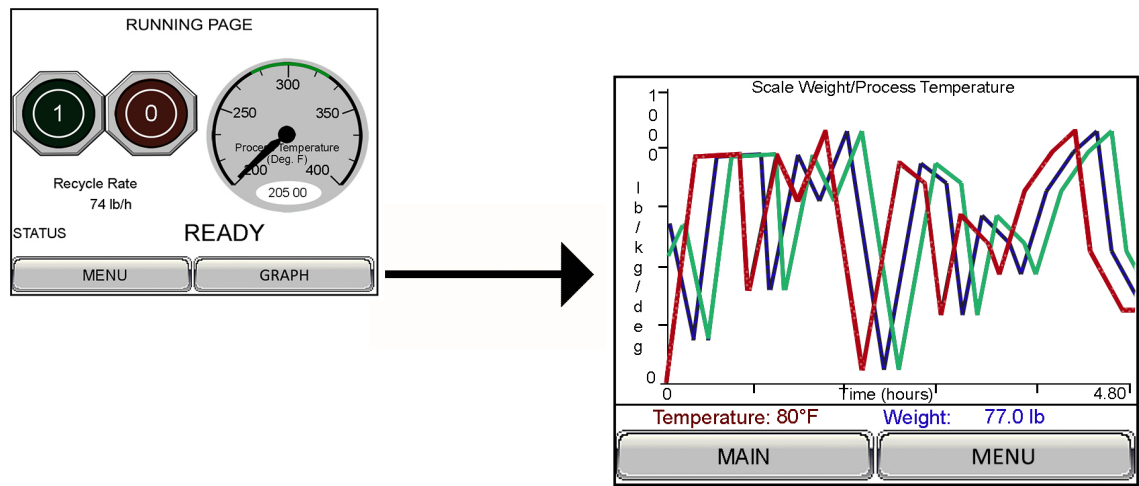 RUNNING PAGE
1
0
300
250
350
Process Temperature
(Deg. F)
200
400
205 00
Recycle Rate
74 lb/h
STATUS
READY
MENU
GRAPH
Scale Weight/Process Temperature
1
0
0
0
l
b
/
k
g
/
d
e
g
0
0
Time (hours)
4.80
Temperature: 80°F
Weight: 77.0 lb
MAIN
MENU